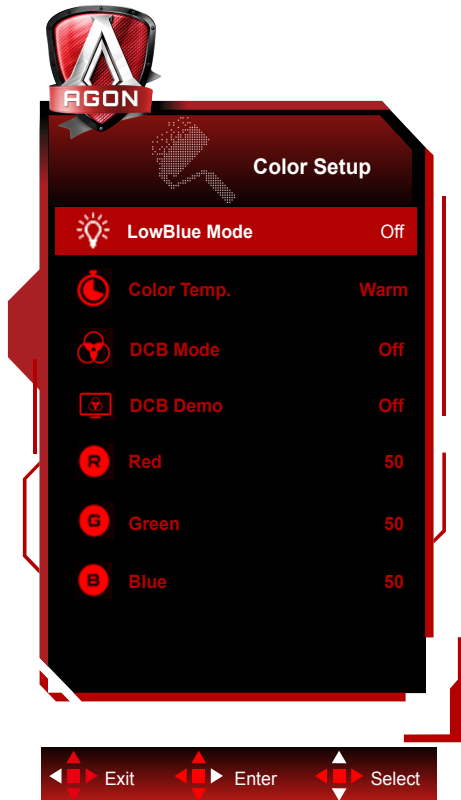 AGON
Color Setup
LowBlue Mode Off
Color Temp. Warm
DCB Mode Off
DCB Demo Off
R Red 50
G Green 50
B Blue 50
Exit Enter Select